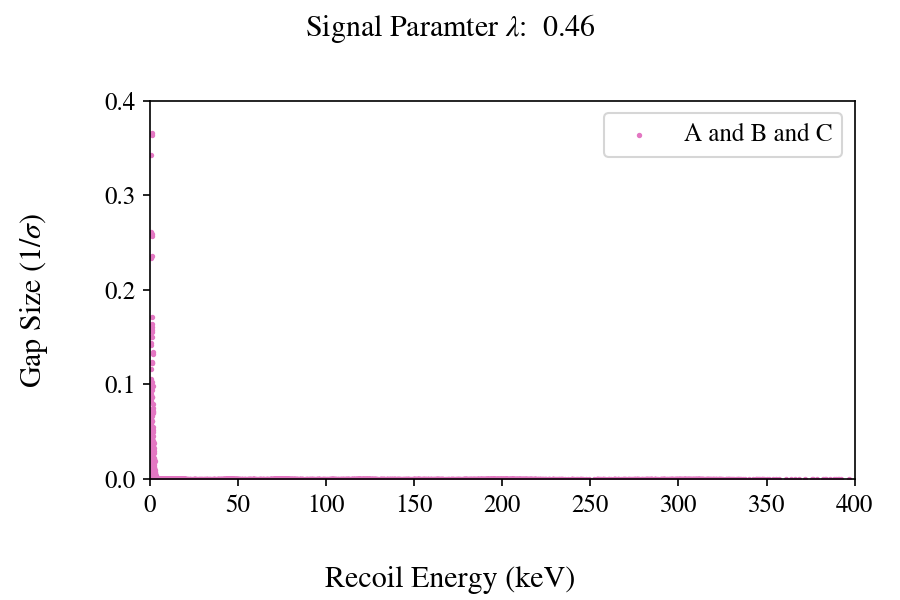 Signal Paramter λ:  0.46
0.4
A and B and C
0.3
0.2
0.1
0.0
Gap Size (1/σ)
0 50 100 150 200 250 300 350 400
Recoil Energy (keV)